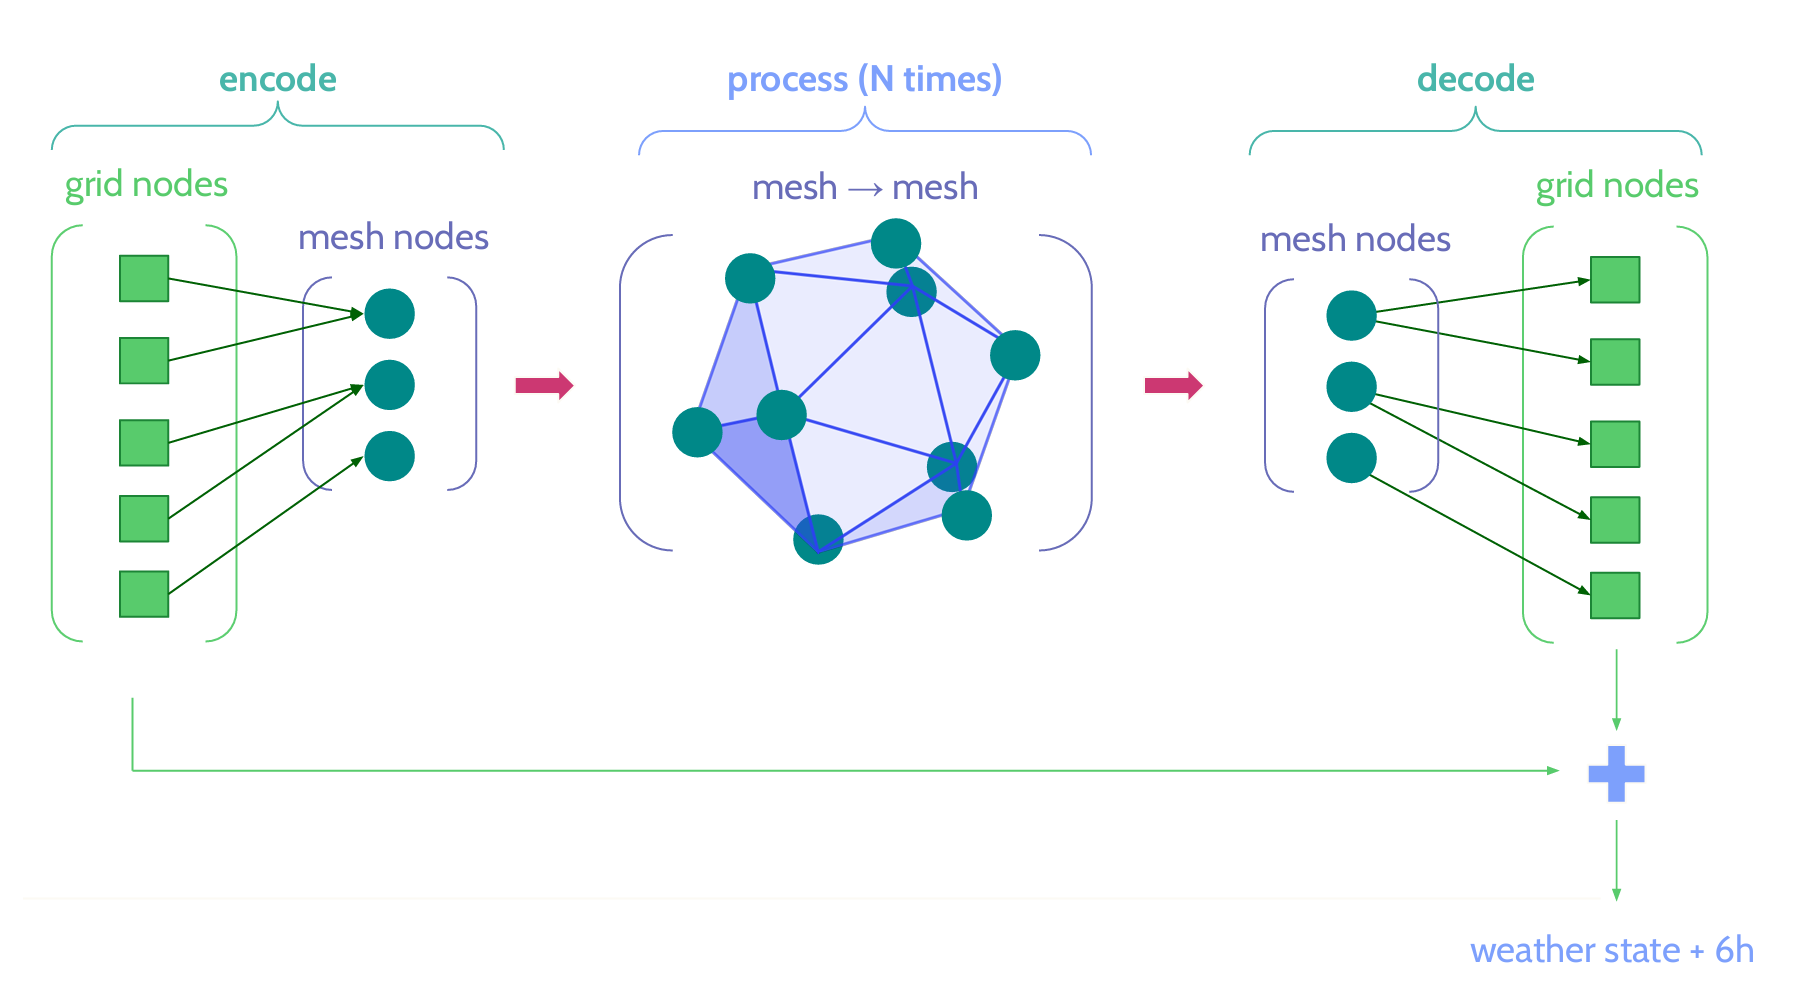 encode
process (N times)
decode
grid nodes
mesh nodes
mesh → mesh
mesh nodes
grid nodes
weather state + 6h